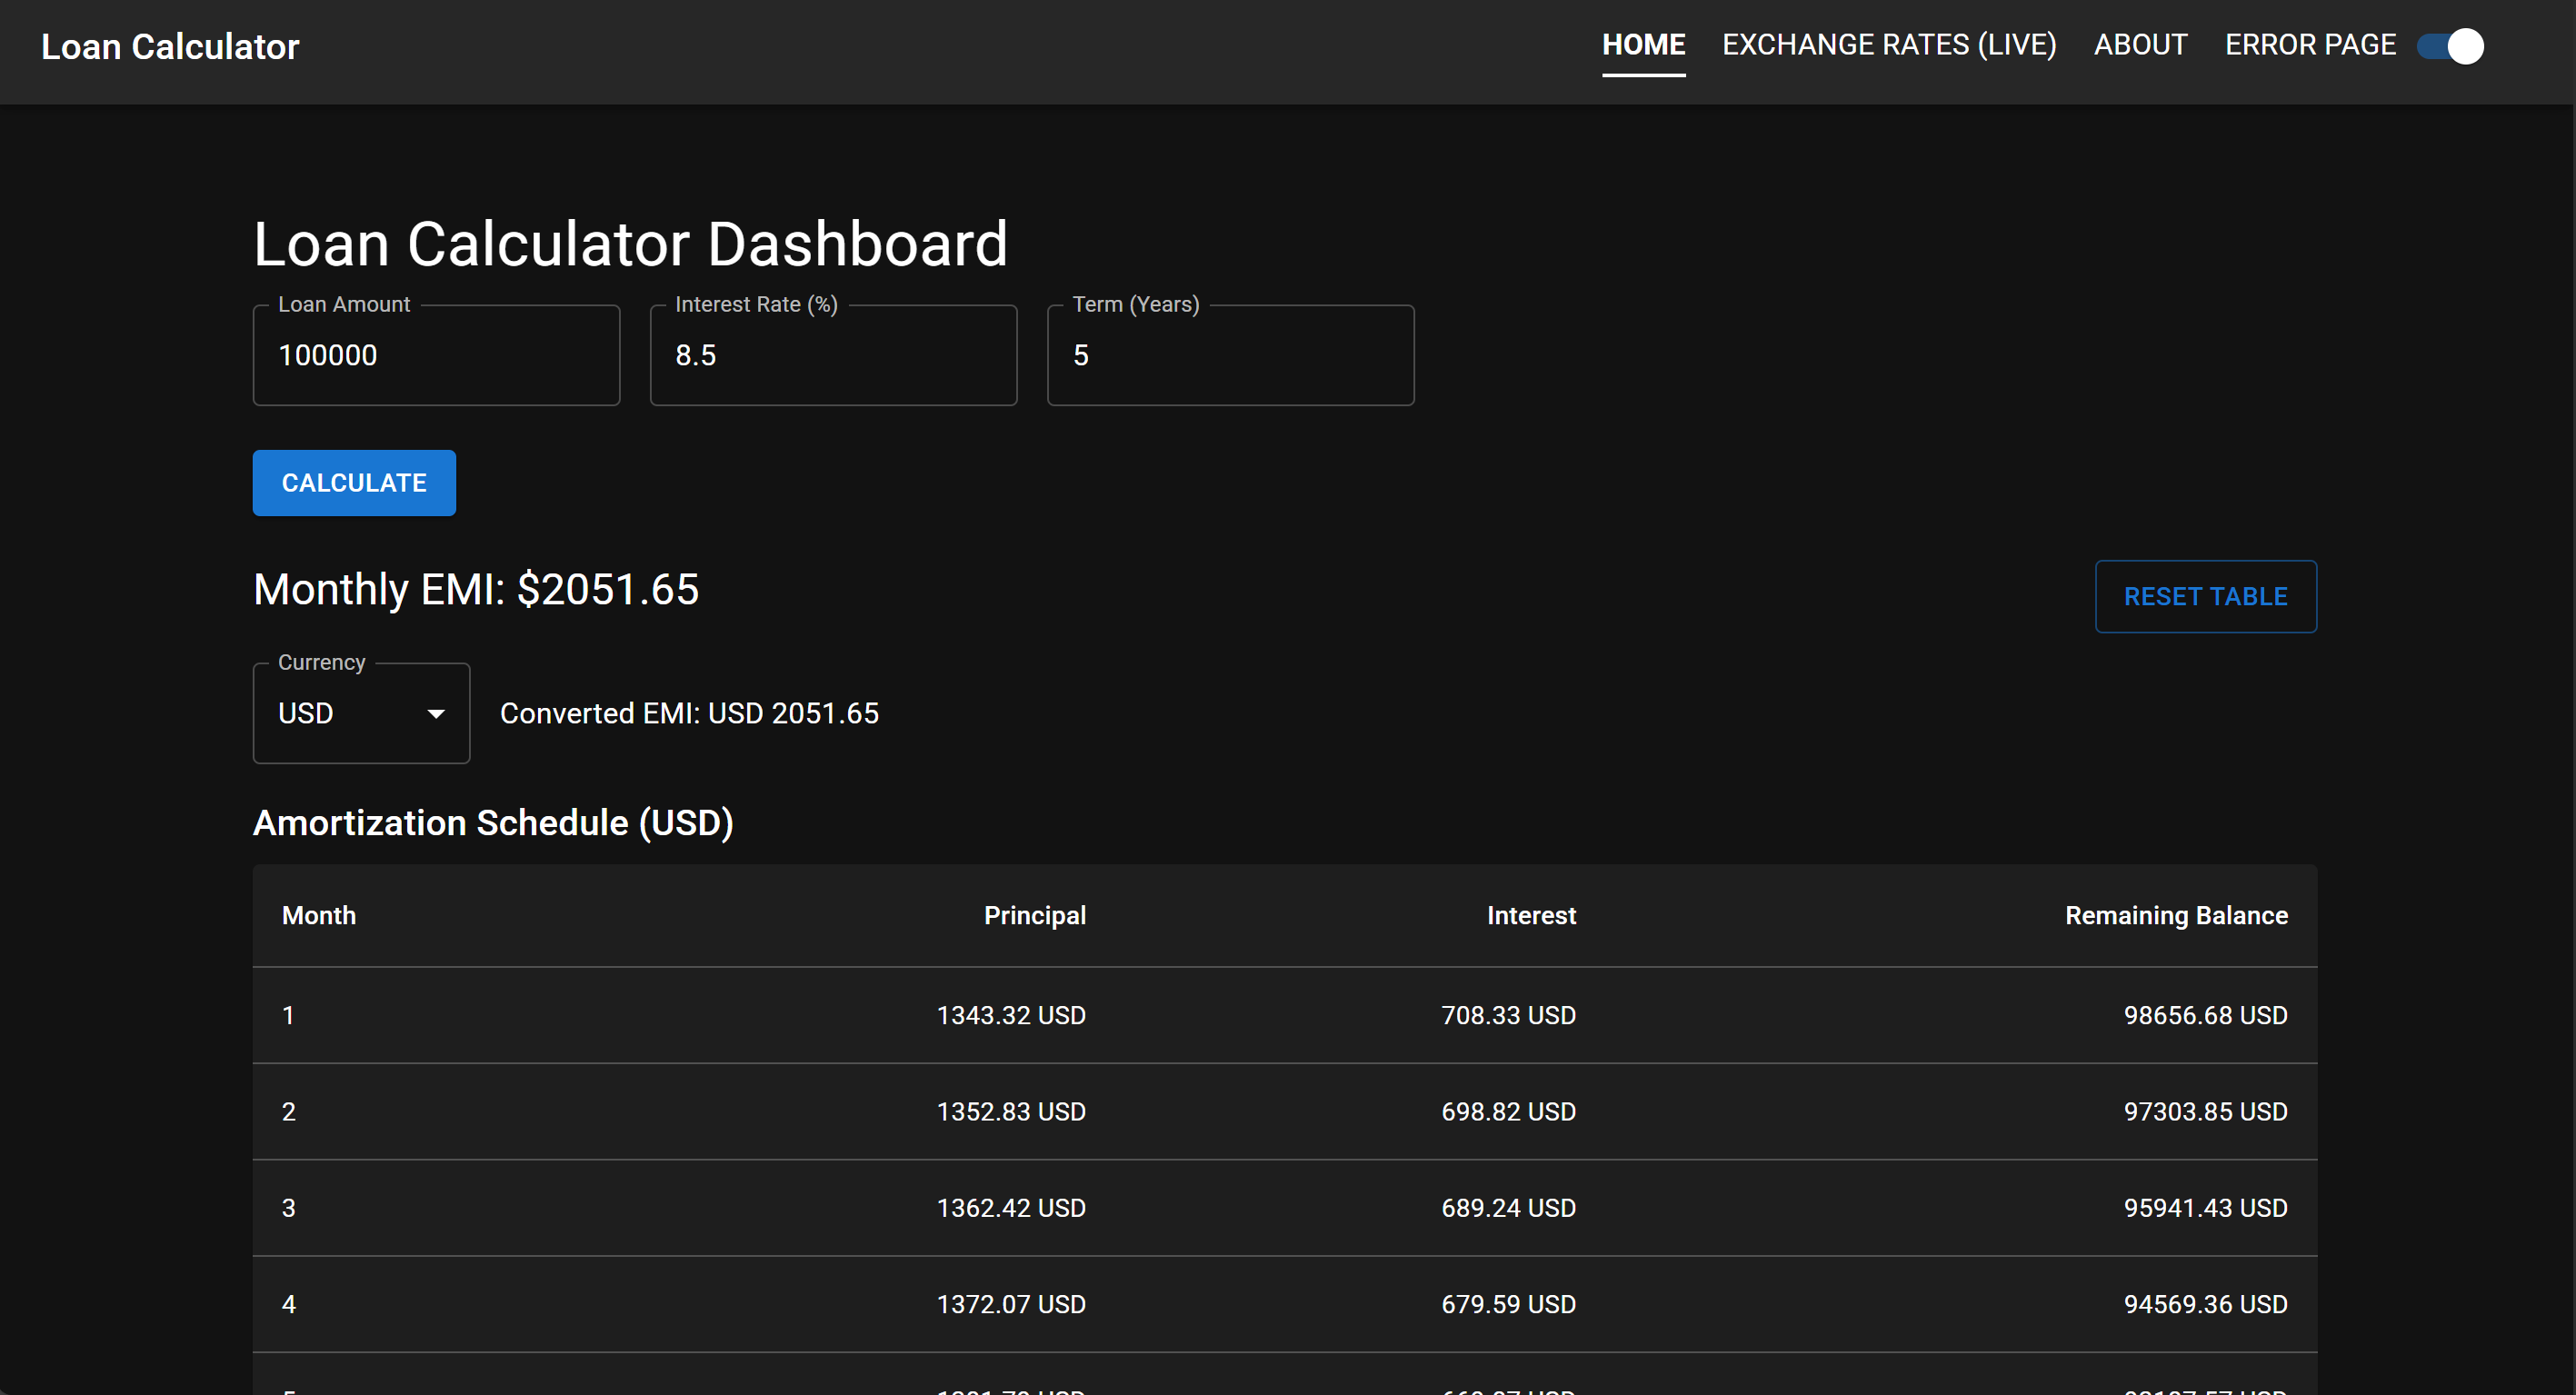 Loan Calculator HOME EXCHANGE RATES (LIVE) ABOUT ERROR PAGE
Loan Calculator Dashboard
Loan Amount Interest Rate (%) Term (Years)
100000 8.5 5
CALCULATE
Monthly EMI: $2051.65 RESET TABLE
Currency
USD Converted EMI: USD 2051.65
Amortization Schedule (USD)
Month Principal Interest Remaining Balance
1 1343.32 USD 708.33 USD 98656.68 USD
2 1352.83 USD 698.82 USD 97303.85 USD
3 1362.42 USD 689.24 USD 95941.43 USD
4 1372.07 USD 679.59 USD 94569.36 USD